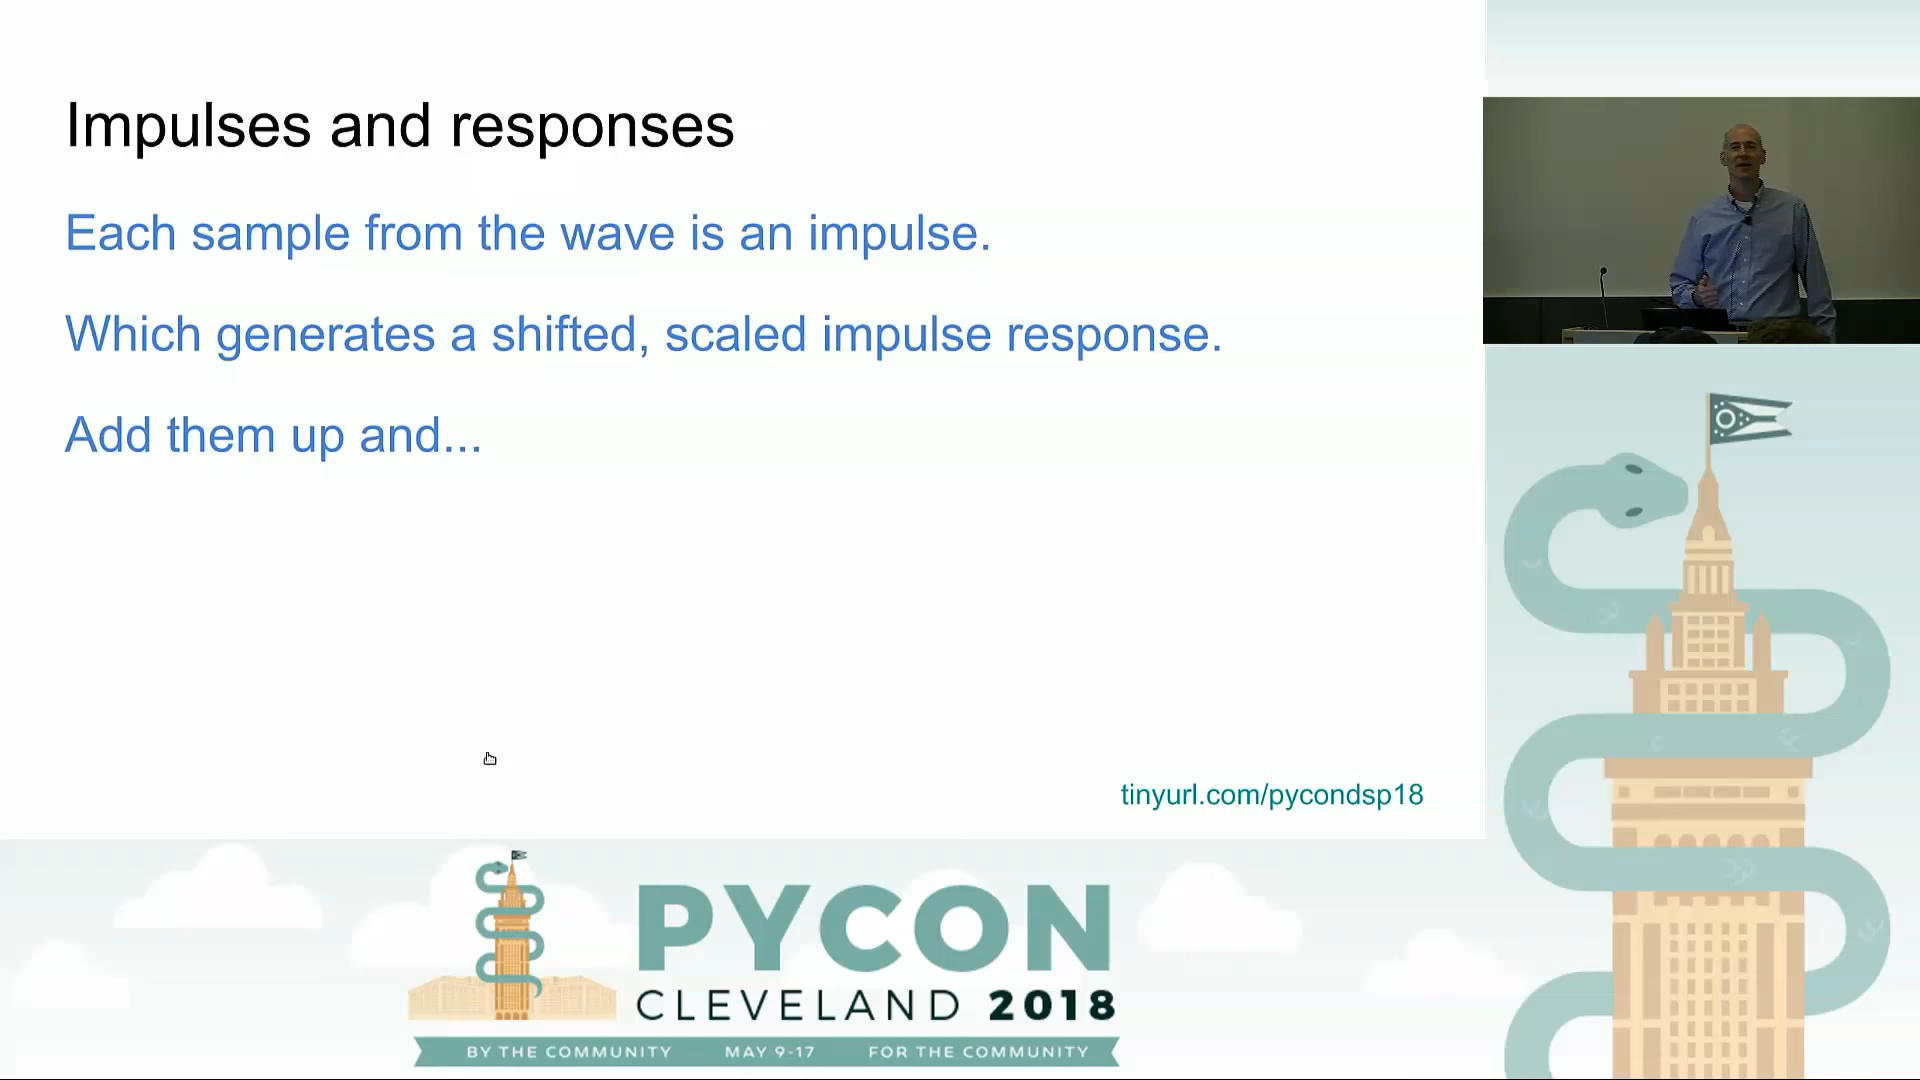 Impulses and responses
Each sample from the wave is an impulse.
Which generates a shifted, scaled impulse response.
Add them up and...
tinyurl.com/pycondsp18
PYCON
CLEVELAND 2018
BY THE COMMUNITY MAY 9-17 FOR THE COMMUNITY